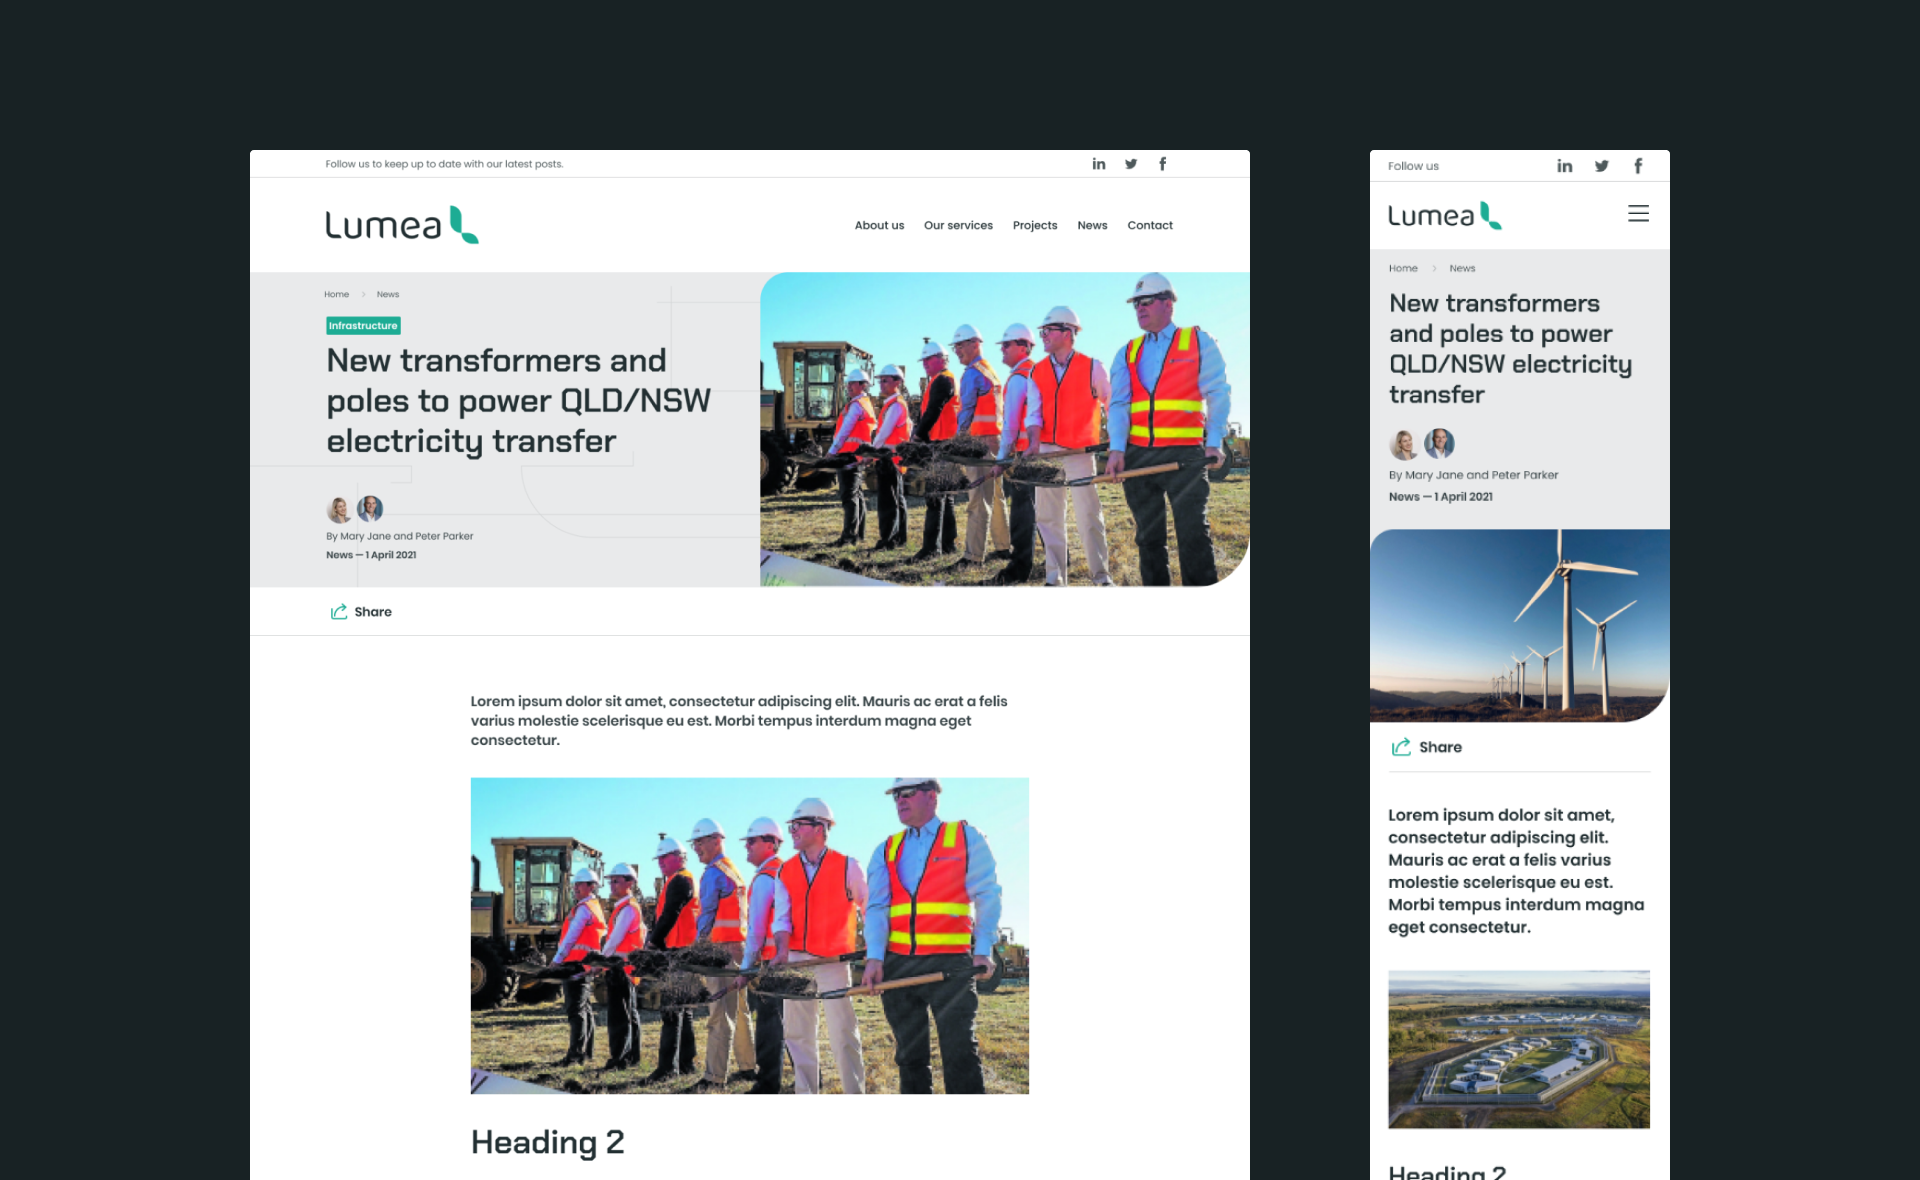 Follow us to keep up to date with our latest posts.
Lumea
About us Our services Projects News Contact
Home > News
Infrastructure
New transformers and
poles to power QLD/NSW
electricity transfer
By Mary Jane and Peter Parker
News — 1 April 2021
Share
Lorem ipsum dolor sit amet, consectetur adipiscing elit. Mauris ac erat a felis
varius molestie scelerisque eu est. Morbi tempus interdum magna eget
consectetur.
Heading 2
Follow us
Lumea
Home > News
New transformers
and poles to power
QLD/NSW electricity
transfer
By Mary Jane and Peter Parker
News — 1 April 2021
Share
Lorem ipsum dolor sit amet,
consectetur adipiscing elit.
Mauris ac erat a felis varius
molestie scelerisque eu est.
Morbi tempus interdum magna
eget consectetur.
Heading 2